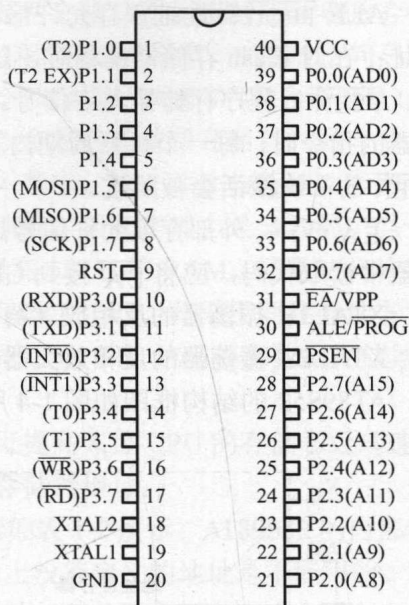 (T2)P1.0 1 40 VCC
(T2 EX)P1.1 2 39 P0.0(AD0)
P1.2 3 38 P0.1(AD1)
P1.3 4 37 P0.2(AD2)
P1.4 5 36 P0.3(AD3)
(MOSI)P1.5 6 35 P0.4(AD4)
(MISO)P1.6 7 34 P0.5(AD5)
(SCK)P1.7 8 33 P0.6(AD6)
RST 9 32 P0.7(AD7)
(RXD)P3.0 10 31 E̅A̅/VPP
(TXD)P3.1 11 30 ALE/P̅R̅O̅G̅
(I̅N̅T̅0̅)P3.2 12 29 P̅S̅E̅N̅
(I̅N̅T̅1̅)P3.3 13 28 P2.7(A15)
(T0)P3.4 14 27 P2.6(A14)
(T1)P3.5 15 26 P2.5(A13)
(W̅R̅)P3.6 16 25 P2.4(A12)
(R̅D̅)P3.7 17 24 P2.3(A11)
XTAL2 18 23 P2.2(A10)
XTAL1 19 22 P2.1(A9)
GND 20 21 P2.0(A8)